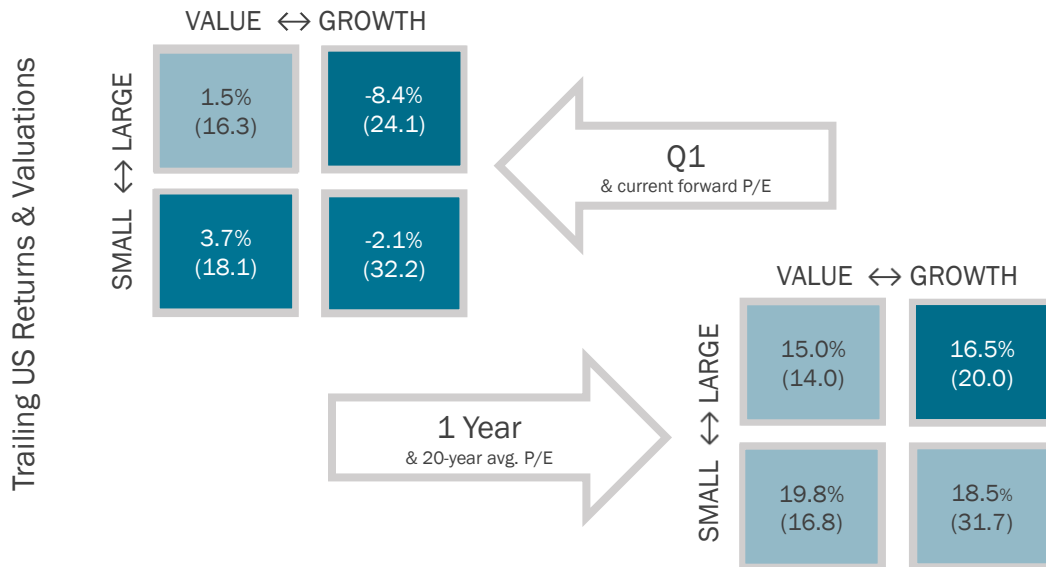 Trailing US Returns & Valuations
VALUE ↔ GROWTH
SMALL ↔ LARGE
1.5%
(16.3)
-8.4%
(24.1)
3.7%
(18.1)
-2.1%
(32.2)
Q1
& current forward P/E
1 Year
& 20-year avg. P/E
VALUE ↔ GROWTH
SMALL ↔ LARGE
15.0%
(14.0)
16.5%
(20.0)
19.8%
(16.8)
18.5%
(31.7)